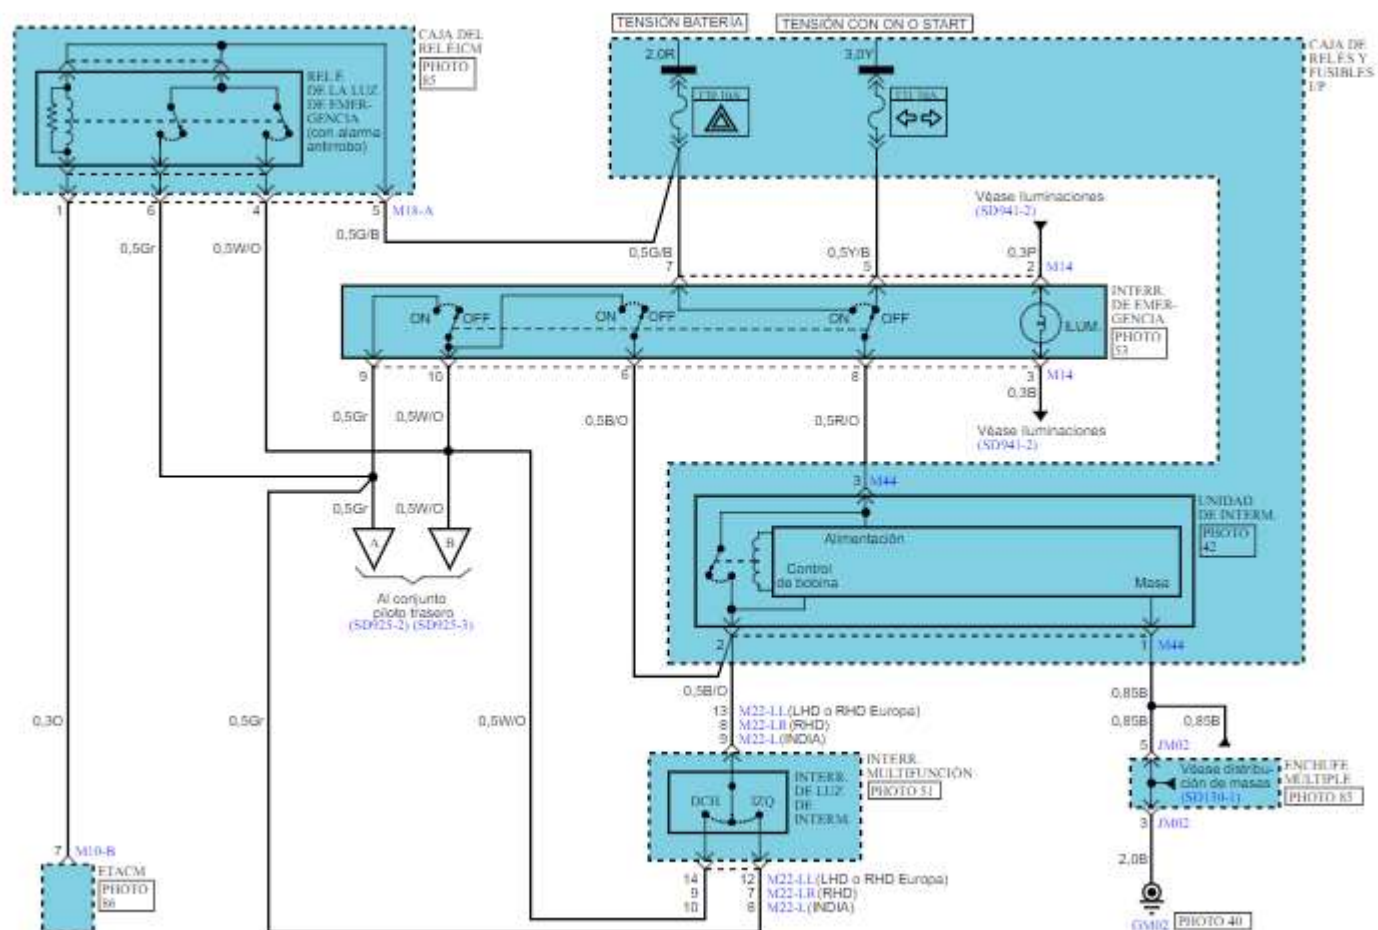 TENSIÓN BATERIA
TENSIÓN CON ON O START
CAJA DEL
RELÉICM
PHOTO
85
RELÉ
DE LA LUZ
DE EMER-
GENCIA
(con alarma
antirrobo)
2,0R
3,0Y
CAJA DE
RELÉS Y
FUSIBLES
I/P
1
6
4
5
M18-A
0,5Gr
0,5W/O
0,5G/B
Véase iluminaciones
(SD941-2)
0,5G/B
0,5Y/B
0,3P
7
5
2
M14
ON
OFF
ON
OFF
ON
OFF
ILUM.
INTERR.
DE EMER-
GENCIA
PHOTO
53
9
10
6
8
3
M14
0,5Gr
0,5W/O
0,5B/O
0,5R/O
0,3B
Véase iluminaciones
(SD941-2)
3
M44
0,5Gr
0,5W/O
A
B
Al conjunto
piloto trasero
(SD925-2) (SD925-3)
Alimentación
Control
de bobina
Masa
UNIDAD
DE INTERM.
PHOTO
42
2
1
M44
0,5B/O
0,85B
0,3O
0,5Gr
0,5W/O
13 M22-LL (LHD o RHD Europa)
8 M22-LR (RHD)
9 M22-L (INDIA)
0,85B
0,85B
5
JM02
INTERR.
MULTIFUNCIÓN
PHOTO 51
INTERR.
DE LUZ
DE
INTERM.
DCH
IZQ
Véase distribu-
ción de masas
(SD130-1)
ENCHUFE
MÚLTIPLE
PHOTO 85
3
JM02
7
M10-B
ETACM
PHOTO
86
14 12 M22-LL (LHD o RHD Europa)
9 7 M22-LR (RHD)
10 6 M22-L (INDIA)
2,0B
GM02
PHOTO 40